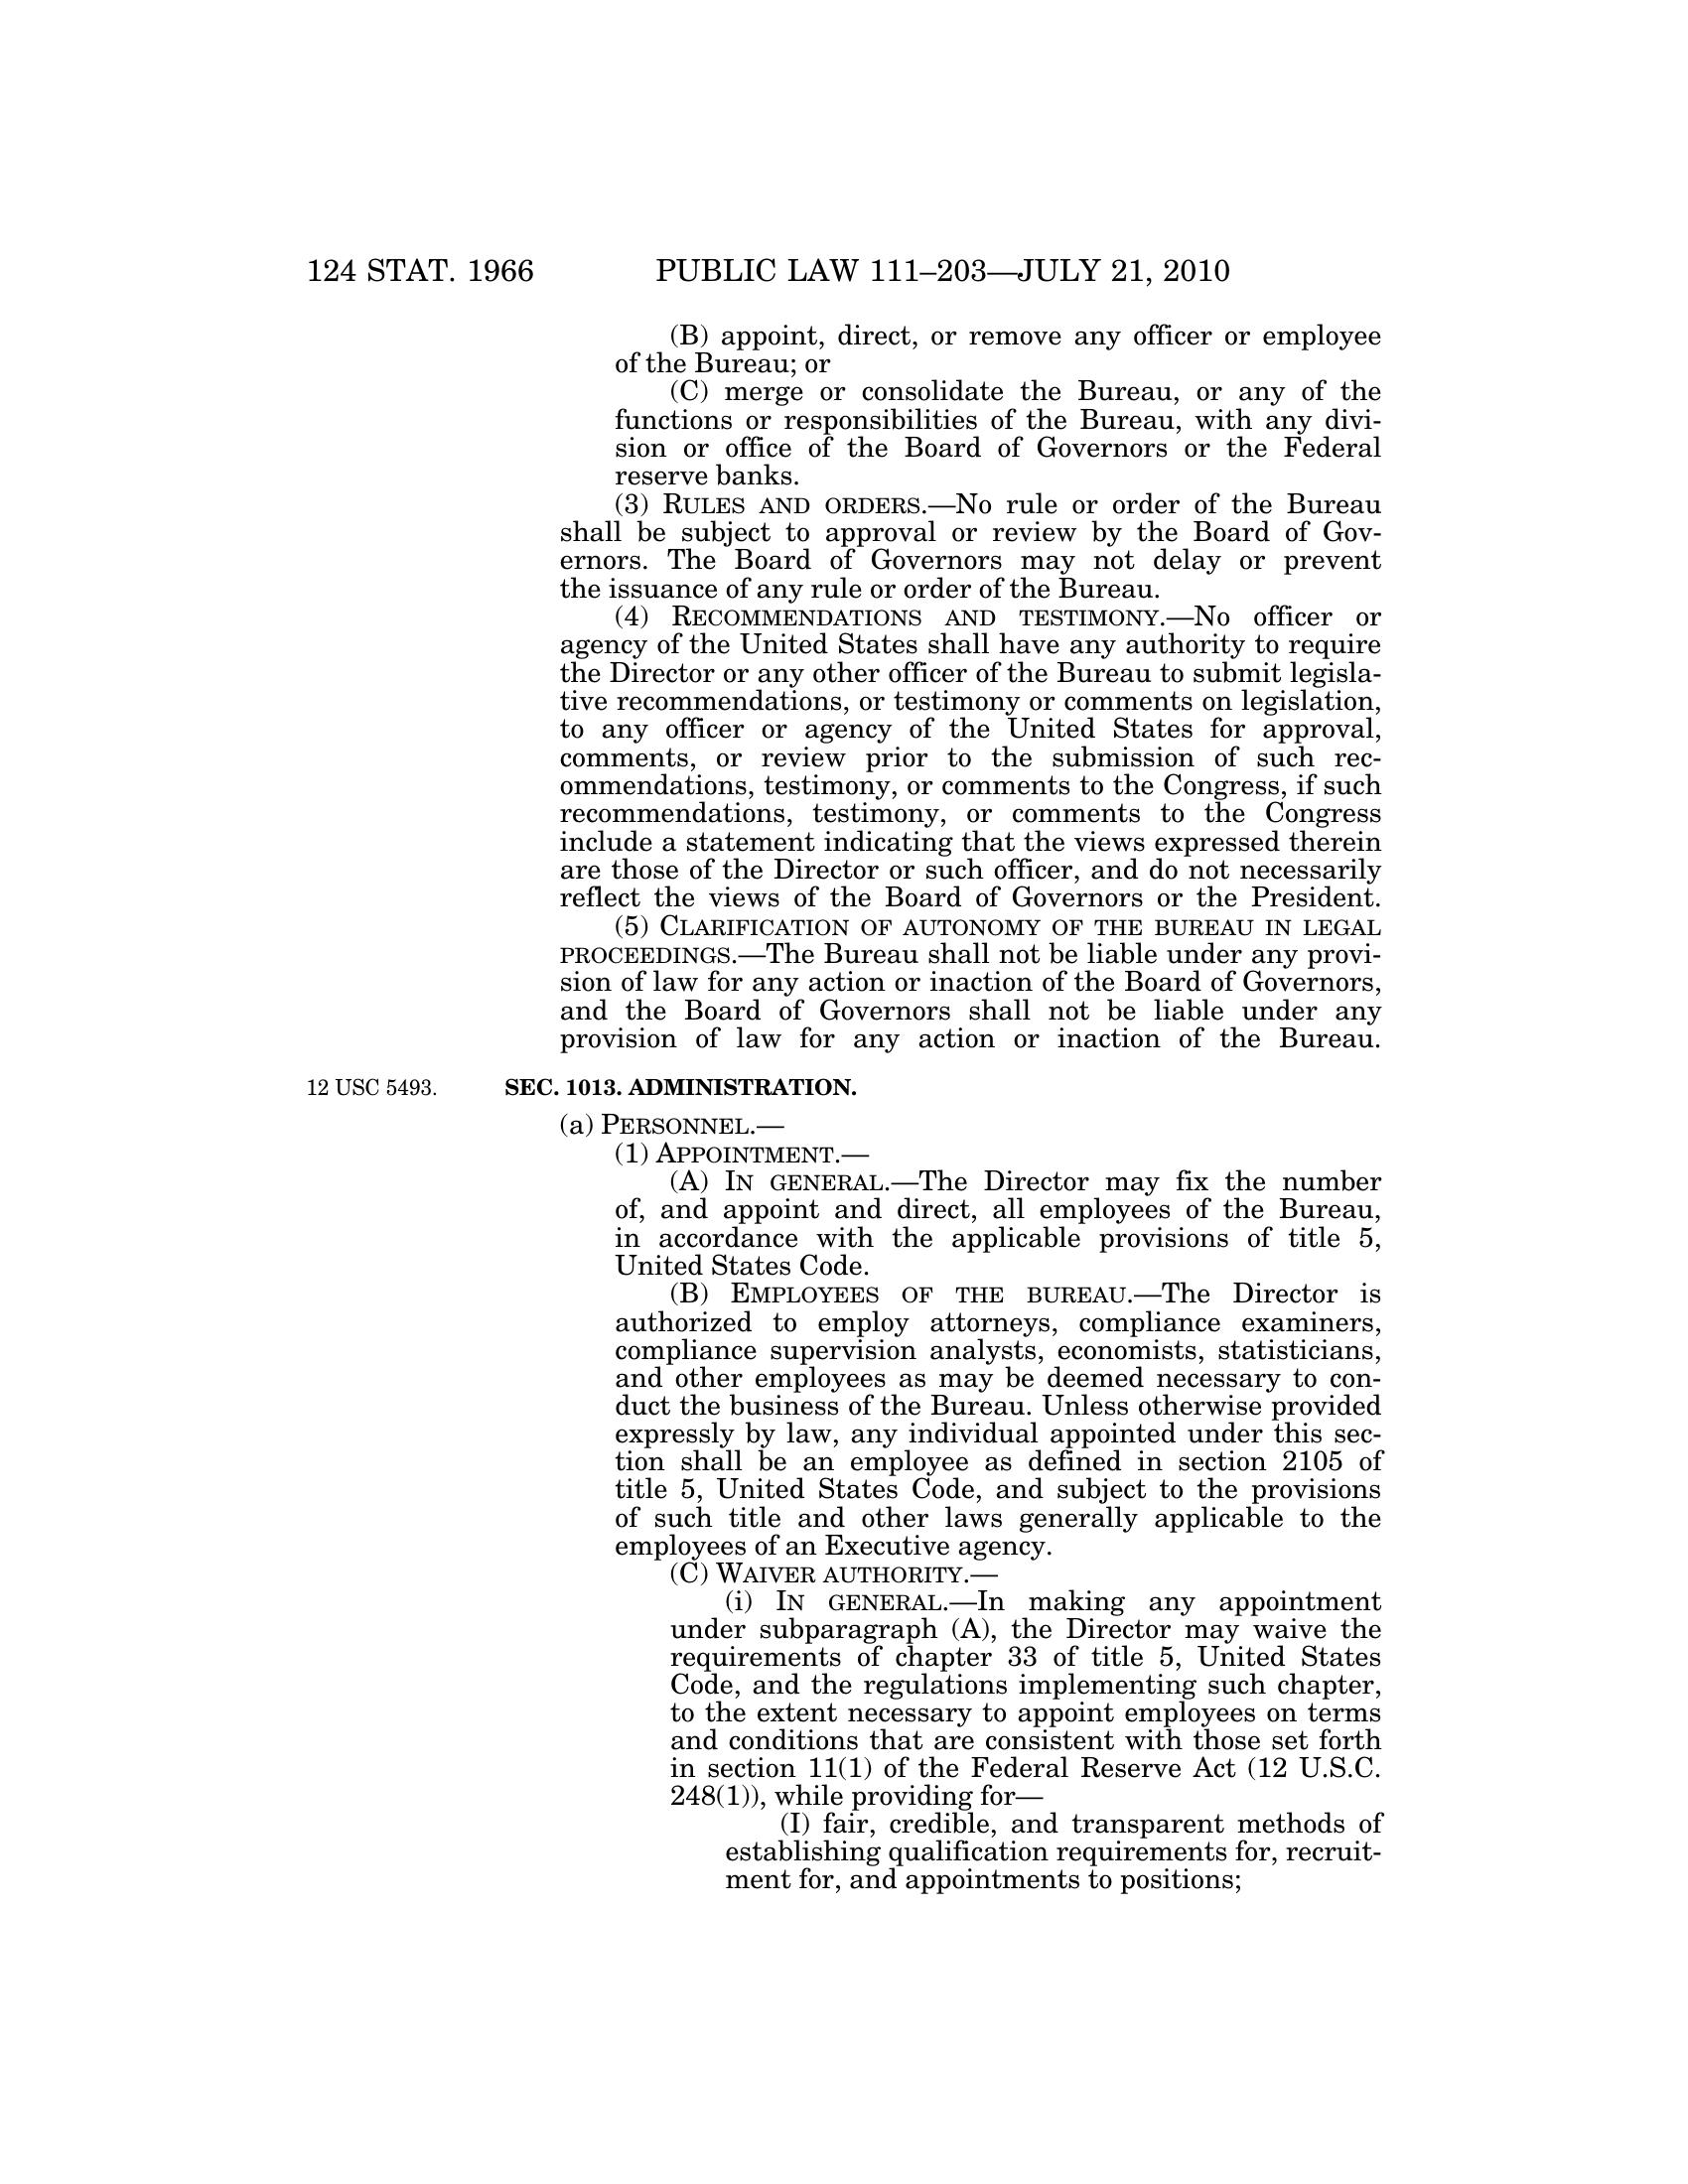 124 STAT. 1966 PUBLIC LAW 111–203—JULY 21, 2010
(B) appoint, direct, or remove any officer or employee
of the Bureau; or
(C) merge or consolidate the Bureau, or any of the
functions or responsibilities of the Bureau, with any divi-
sion or office of the Board of Governors or the Federal
reserve banks.
(3) RULES AND ORDERS.—No rule or order of the Bureau
shall be subject to approval or review by the Board of Gov-
ernors. The Board of Governors may not delay or prevent
the issuance of any rule or order of the Bureau.
(4) RECOMMENDATIONS AND TESTIMONY.—No officer or
agency of the United States shall have any authority to require
the Director or any other officer of the Bureau to submit legisla-
tive recommendations, or testimony or comments on legislation,
to any officer or agency of the United States for approval,
comments, or review prior to the submission of such rec-
ommendations, testimony, or comments to the Congress, if such
recommendations, testimony, or comments to the Congress
include a statement indicating that the views expressed therein
are those of the Director or such officer, and do not necessarily
reflect the views of the Board of Governors or the President.
(5) CLARIFICATION OF AUTONOMY OF THE BUREAU IN LEGAL
PROCEEDINGS.—The Bureau shall not be liable under any provi-
sion of law for any action or inaction of the Board of Governors,
and the Board of Governors shall not be liable under any
provision of law for any action or inaction of the Bureau.
12 USC 5493. SEC. 1013. ADMINISTRATION.
(a) PERSONNEL.—
(1) APPOINTMENT.—
(A) IN GENERAL.—The Director may fix the number
of, and appoint and direct, all employees of the Bureau,
in accordance with the applicable provisions of title 5,
United States Code.
(B) EMPLOYEES OF THE BUREAU.—The Director is
authorized to employ attorneys, compliance examiners,
compliance supervision analysts, economists, statisticians,
and other employees as may be deemed necessary to con-
duct the business of the Bureau. Unless otherwise provided
expressly by law, any individual appointed under this sec-
tion shall be an employee as defined in section 2105 of
title 5, United States Code, and subject to the provisions
of such title and other laws generally applicable to the
employees of an Executive agency.
(C) WAIVER AUTHORITY.—
(i) IN GENERAL.—In making any appointment
under subparagraph (A), the Director may waive the
requirements of chapter 33 of title 5, United States
Code, and the regulations implementing such chapter,
to the extent necessary to appoint employees on terms
and conditions that are consistent with those set forth
in section 11(1) of the Federal Reserve Act (12 U.S.C.
248(1)), while providing for—
(I) fair, credible, and transparent methods of
establishing qualification requirements for, recruit-
ment for, and appointments to positions;